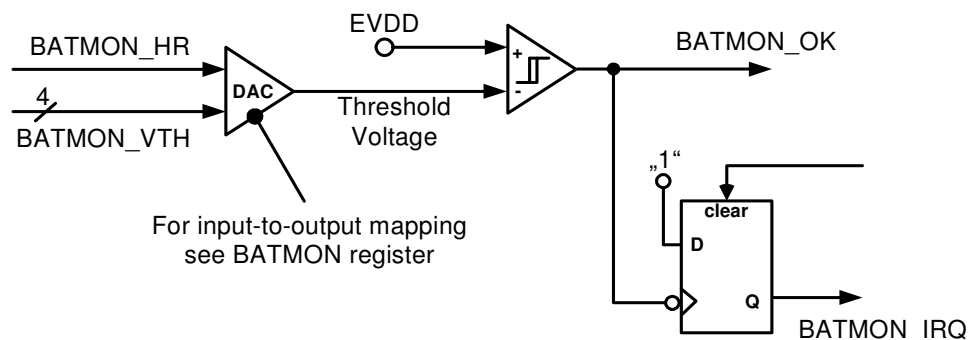 EVDD
BATMON_HR
BATMON_OK
+
DAC
4
-
Threshold
Voltage
BATMON_VTH
„1“
clear
For input-to-output mapping
see BATMON register
D
Q
BATMON_IRQ